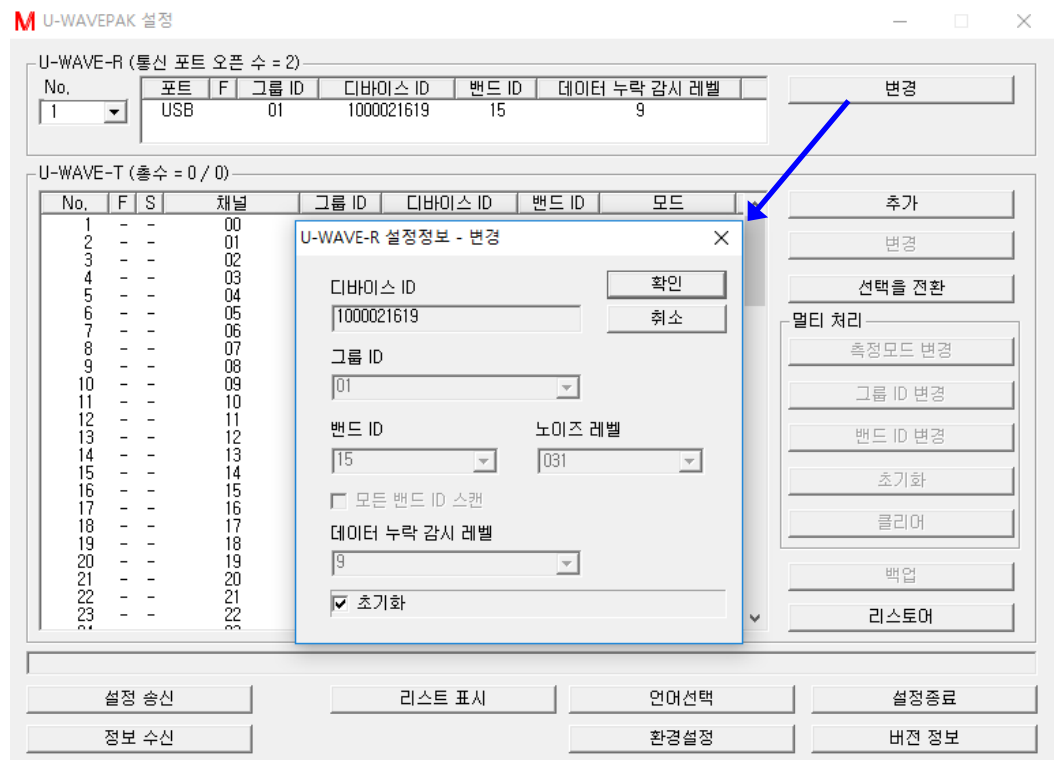 U-WAVEPAK 설정
U-WAVE-R (통신 포트 오픈 수 = 2)
No.
포트 F 그룹 ID 디바이스 ID 밴드 ID 데이터 누락 감시 레벨
변경
1
USB 01 1000021619 15 9
U-WAVE-T (총수 = 0 / 0)
No. F S 채널 그룹 ID 디바이스 ID 밴드 ID 모드
1 - - 00
2 - - 01
3 - - 02
4 - - 03
5 - - 04
6 - - 05
7 - - 06
8 - - 07
9 - - 08
10 - - 09
11 - - 10
12 - - 11
13 - - 12
14 - - 13
15 - - 14
16 - - 15
17 - - 16
18 - - 17
19 - - 18
20 - - 19
21 - - 20
22 - - 21
23 - - 22
U-WAVE-R 설정정보 - 변경
디바이스 ID
1000021619
확인
취소
그룹 ID
01
밴드 ID
노이즈 레벨
15
031
모든 밴드 ID 스캔
데이터 누락 감시 레벨
9
초기화
추가
변경
선택을 전환
멀티 처리
측정모드 변경
그룹 ID 변경
밴드 ID 변경
초기화
클리어
백업
리스토어
설정 송신
리스트 표시
언어선택
설정종료
정보 수신
환경설정
버전 정보